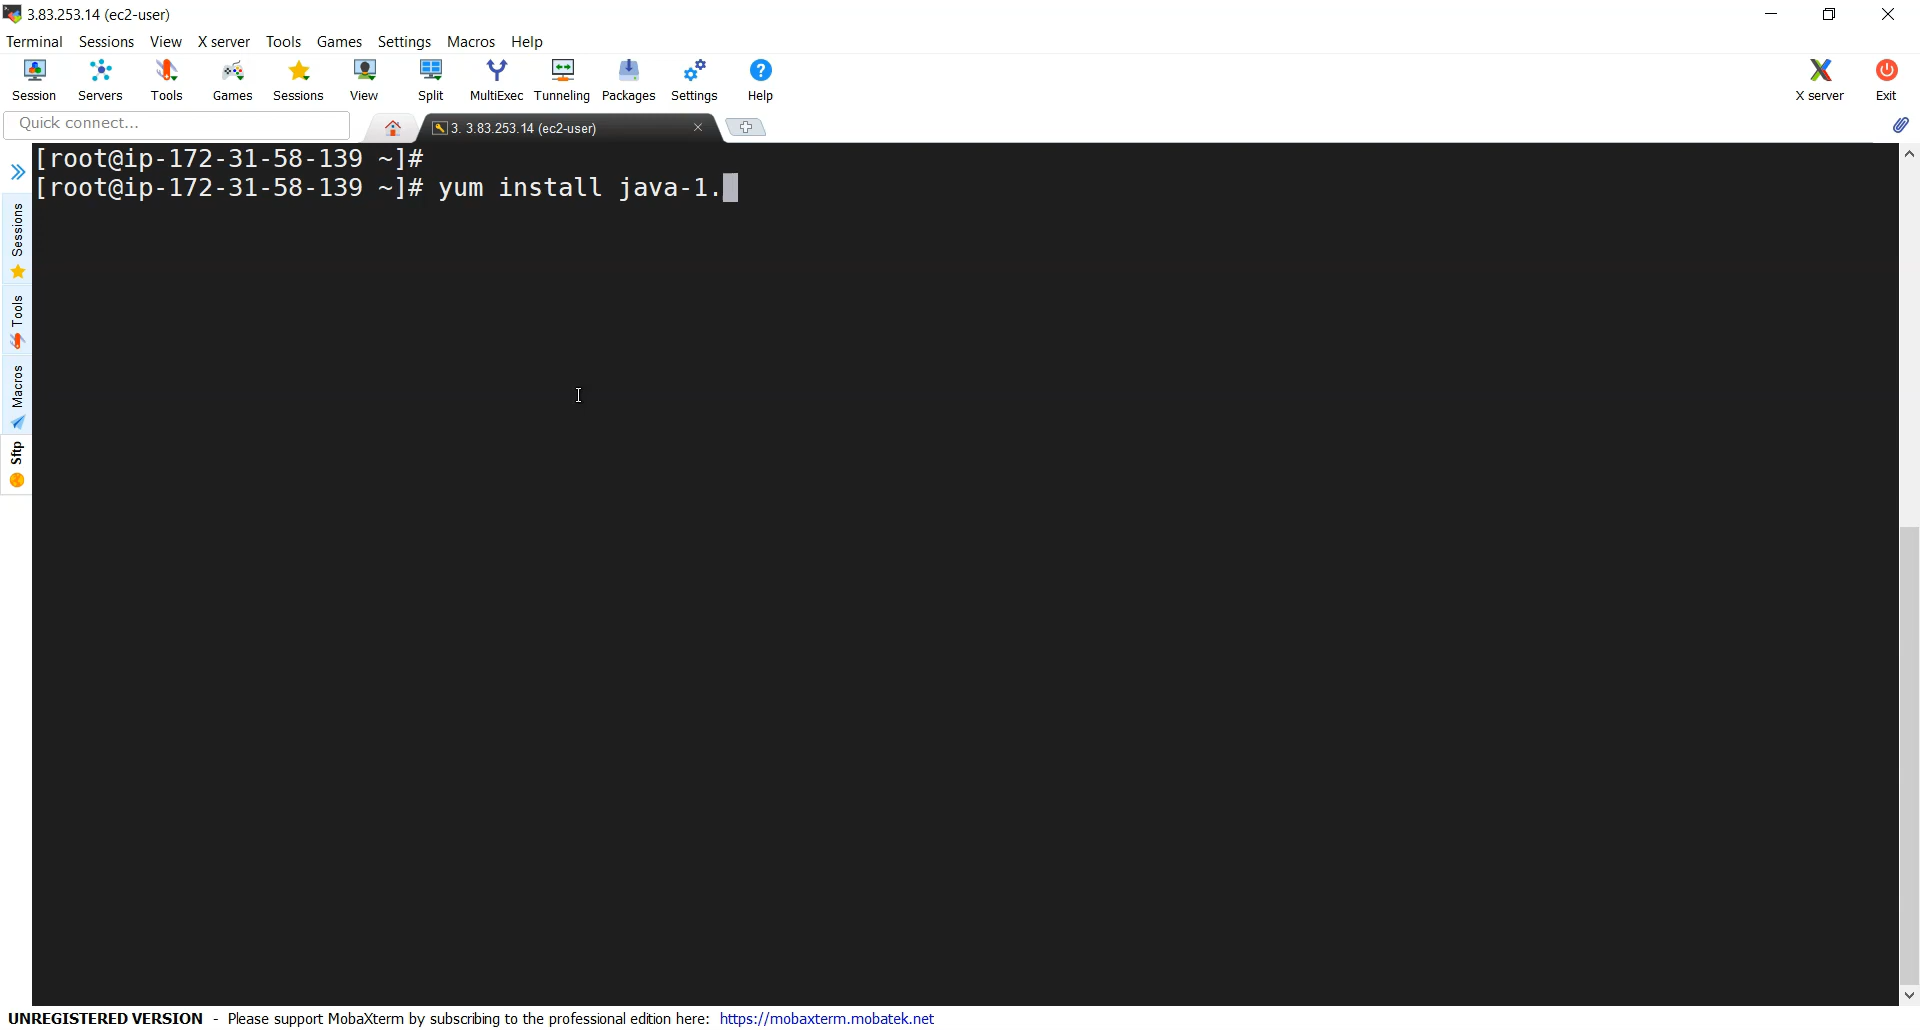 3.83.253.14 (ec2-user)
Terminal Sessions View X server Tools Games Settings Macros Help
Session Servers Tools Games Sessions View Split MultiExec Tunneling Packages Settings Help X server Exit
Quick connect... 3. 3.83.253.14 (ec2-user)
[root@ip-172-31-58-139 ~]#
[root@ip-172-31-58-139 ~]# yum install java-1.
Sessions
Tools
Macros
Sftp
UNREGISTERED VERSION - Please support MobaXterm by subscribing to the professional edition here: https://mobaxterm.mobatek.net